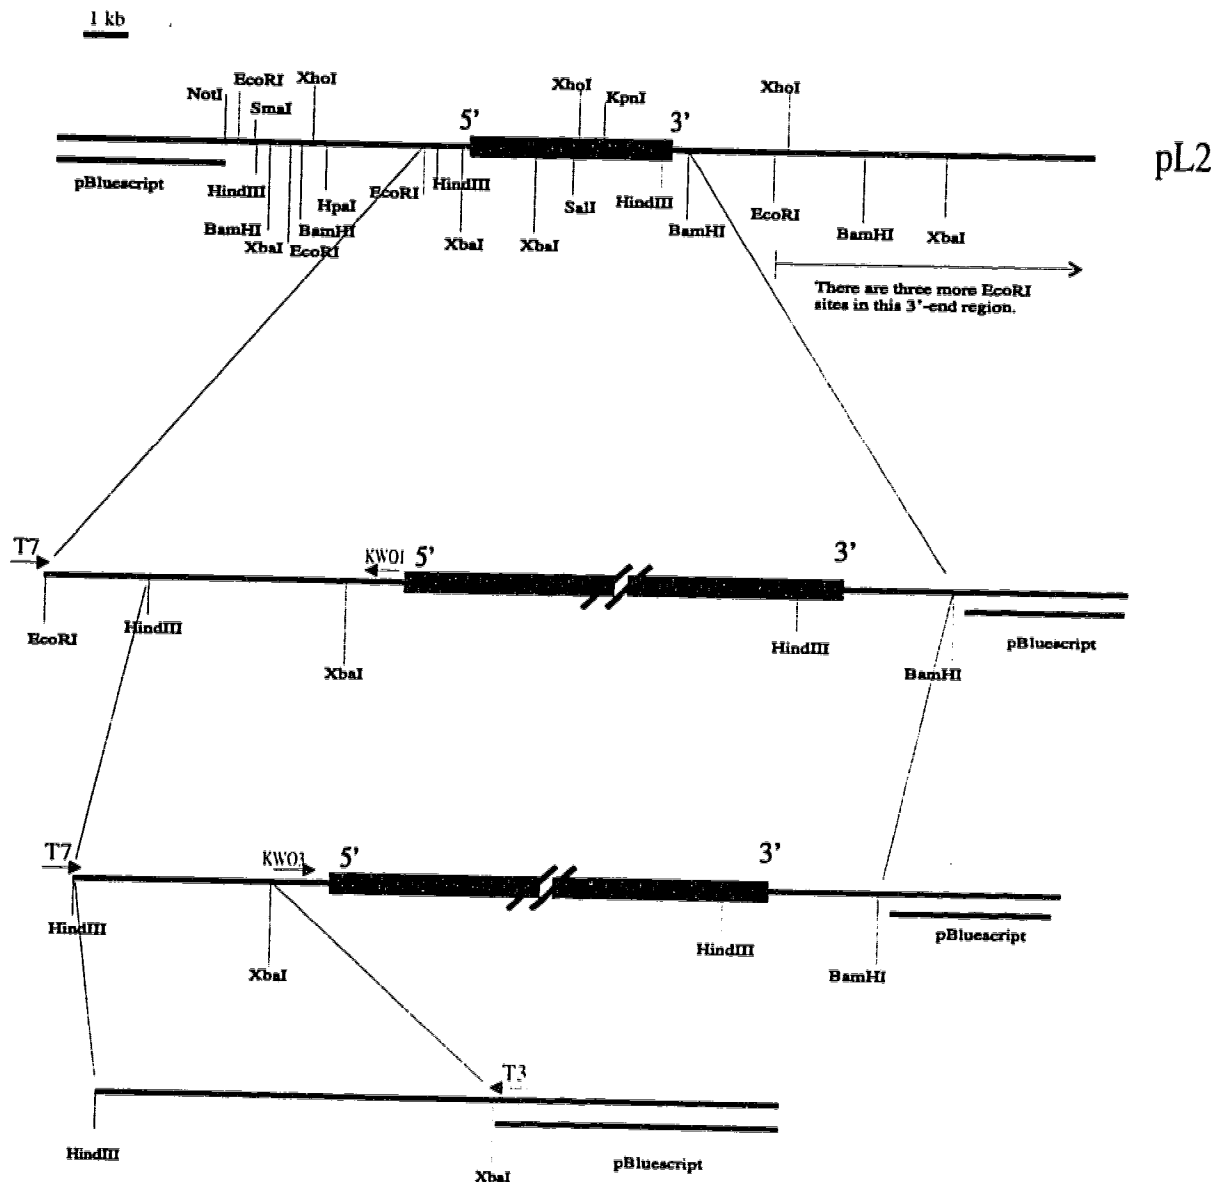 1 kb
NotI
EcoRI
XhoI
SmaI
5'
XhoI
KpnI
3'
XhoI
pL2
pBluescript
HindIII
BamHI
XbaI
EcoRI
BamHI
HpaI
EcoRI
HindIII
XbaI
XbaI
SalI
HindIII
BamHI
EcoRI
BamHI
XbaI
There are three more EcoRI
sites in this 3'-end region.
T7
KWO1
5'
3'
EcoRI
HindIII
XbaI
HindIII
BamHI
pBluescript
T7
KWO3
5'
3'
HindIII
XbaI
HindIII
BamHI
pBluescript
T3
HindIII
XbaI
pBluescript